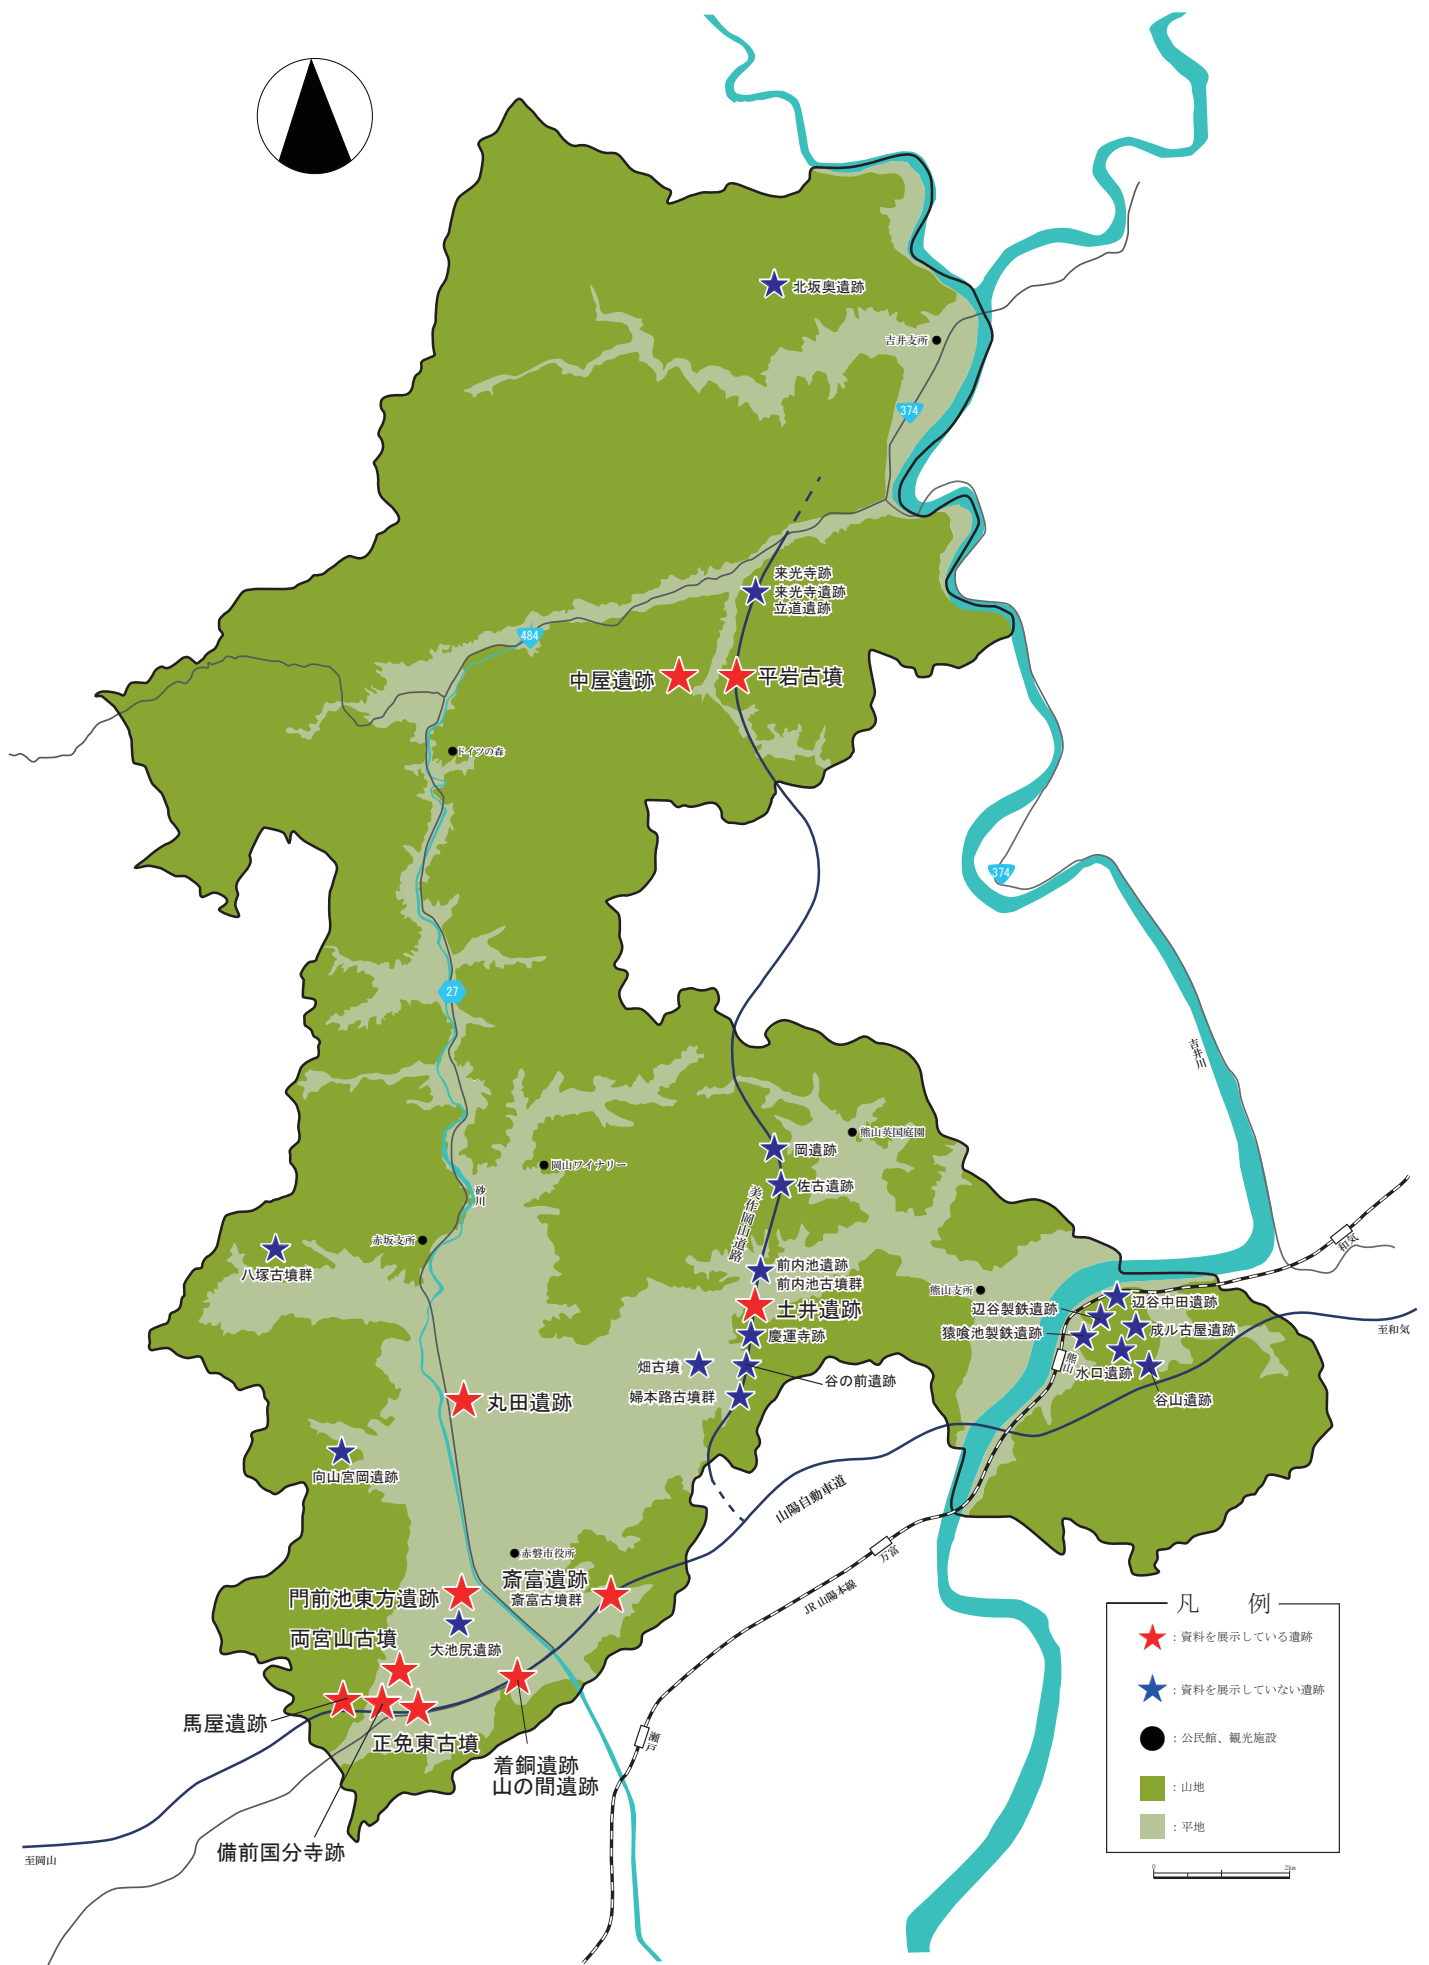 北坂奥遺跡
吉井支所
374
来光寺跡
来光寺遺跡
立道遺跡
484
中屋遺跡
平岩古墳
ドイツの森
374
27
吉井川
熊山英国庭園
岡遺跡
岡山ワイナリー
佐古遺跡
砂川
美作岡山道路
赤坂支所
八塚古墳群
前内池遺跡
前内池古墳群
熊山支所
和気
土井遺跡
辺谷中田遺跡
辺谷製鉄遺跡
慶運寺跡
猿喰池製鉄遺跡
成ル古屋遺跡
至和気
畑古墳
熊山
水口遺跡
谷の前遺跡
婦本路古墳群
谷山遺跡
丸田遺跡
向山宮岡遺跡
山陽自動車道
赤磐市役所
万富
斎富遺跡
斎富古墳群
JR 山陽本線
門前池東方遺跡
両宮山古墳
大池尻遺跡
馬屋遺跡
正免東古墳
瀬戸
着銅遺跡
山の間遺跡
備前国分寺跡
至岡山
凡 例
：資料を展示している遺跡
：資料を展示していない遺跡
：公民館、観光施設
：山地
：平地
0 2km